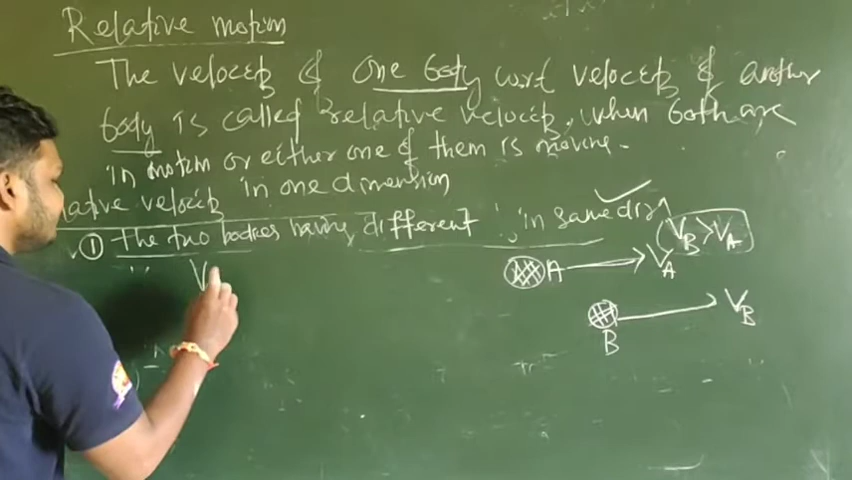 Relative motion
The velocity of one body w.r.t velocity of another
body is called relative velocity, when both are
in motion or either one of them is moving.
ative velocity in one dimension
① The two bodies having different in same dirn
V
(VB > VA)
A VA
B VB